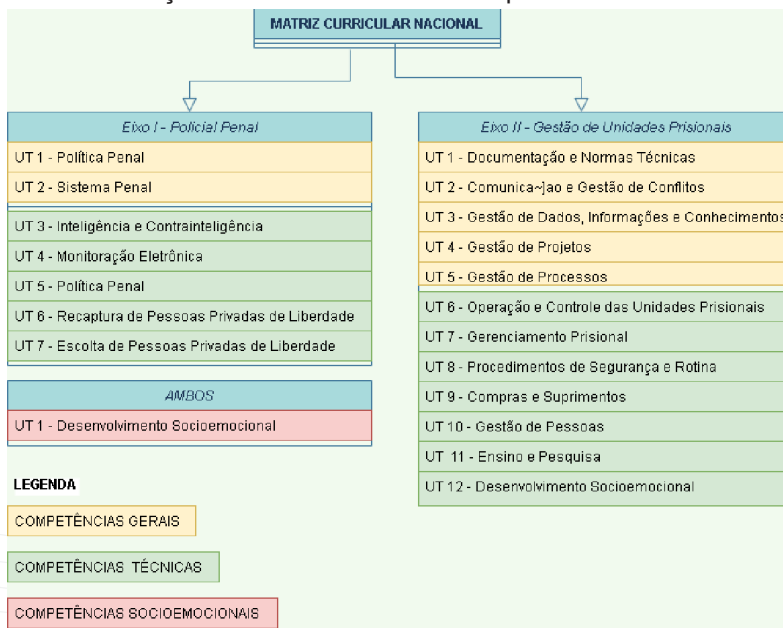 MATRIZ CURRICULAR NACIONAL
Eixo I - Policial Penal
UT 1 - Política Penal
UT 2 - Sistema Penal
UT 3 - Inteligência e Contrainteligência
UT 4 - Monitoração Eletrônica
UT 5 - Política Penal
UT 6 - Recaptura de Pessoas Privadas de Liberdade
UT 7 - Escolta de Pessoas Privadas de Liberdade
AMBOS
UT 1 - Desenvolvimento Socioemocional
LEGENDA
COMPETÊNCIAS GERAIS
COMPETÊNCIAS TÉCNICAS
COMPETÊNCIAS SOCIOEMOCIONAIS
Eixo II - Gestão de Unidades Prisionais
UT 1 - Documentação e Normas Técnicas
UT 2 - Comunica~]ao e Gestão de Conflitos
UT 3 - Gestão de Dados, Informações e Conhecimentos
UT 4 - Gestão de Projetos
UT 5 - Gestão de Processos
UT 6 - Operação e Controle das Unidades Prisionais
UT 7 - Gerenciamento Prisional
UT 8 - Procedimentos de Segurança e Rotina
UT 9 - Compras e Suprimentos
UT 10 - Gestão de Pessoas
UT 11 - Ensino e Pesquisa
UT 12 - Desenvolvimento Socioemocional